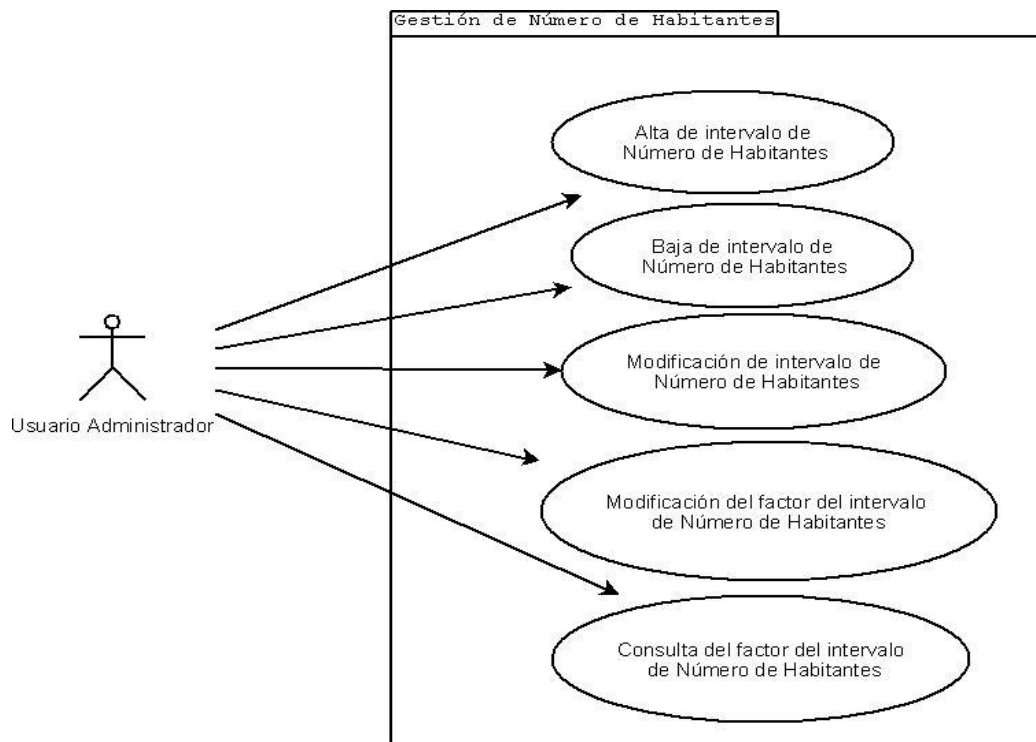 Gestión de Número de Habitantes
Alta de intervalo de
Número de Habitantes
Baja de intervalo de
Número de Habitantes
Modificación de intervalo de
Número de Habitantes
Usuario Administrador
Modificación del factor del intervalo
de Número de Habitantes
Consulta del factor del intervalo
de Número de Habitantes